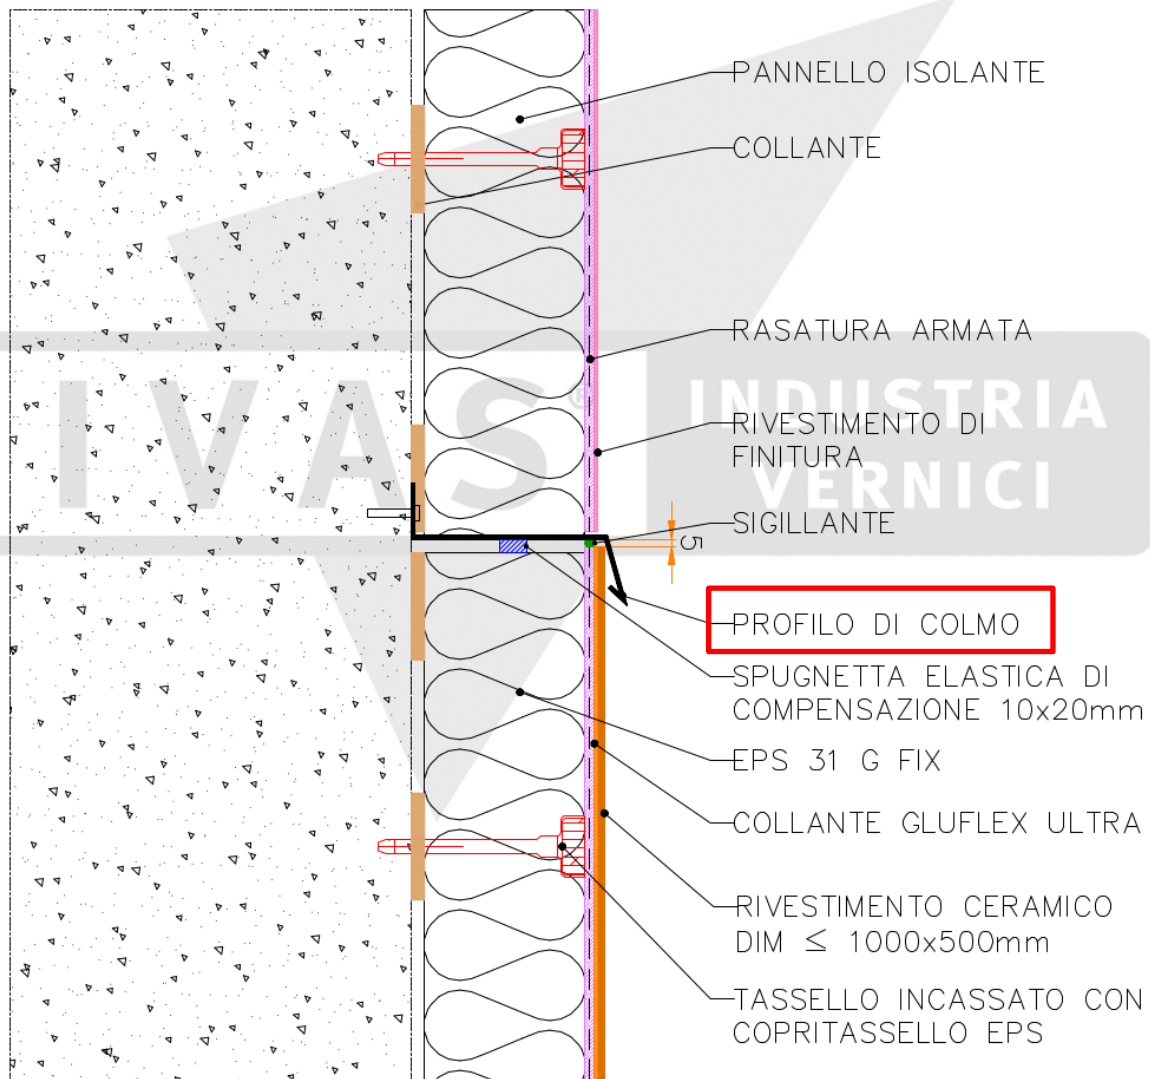 PANNELLO ISOLANTE
COLLANTE
RASATURA ARMATA
IVAS®
INDUSTRIA
VERNICI
RIVESTIMENTO DI
FINITURA
SIGILLANTE
5
PROFILO DI COLMO
SPUGNETTA ELASTICA DI
COMPENSAZIONE 10x20mm
EPS 31 G FIX
COLLANTE GLUFLEX ULTRA
RIVESTIMENTO CERAMICO
DIM ≤ 1000x500mm
TASSELLO INCASSATO CON
COPRITASSELLO EPS